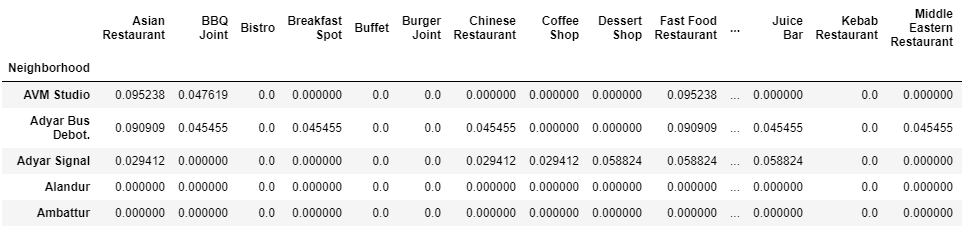 Asian Restaurant BBQ Joint Bistro Breakfast Spot Buffet Burger Joint Chinese Restaurant Coffee Shop Dessert Shop Fast Food Restaurant ... Juice Bar Kebab Restaurant Middle Eastern Restaurant
Neighborhood
AVM Studio 0.095238 0.047619 0.0 0.000000 0.0 0.0 0.000000 0.000000 0.000000 0.095238 ... 0.000000 0.0 0.000000
Adyar Bus Debot. 0.090909 0.045455 0.0 0.045455 0.0 0.0 0.045455 0.000000 0.000000 0.090909 ... 0.045455 0.0 0.045455
Adyar Signal 0.029412 0.000000 0.0 0.000000 0.0 0.0 0.029412 0.029412 0.058824 0.058824 ... 0.058824 0.0 0.000000
Alandur 0.000000 0.000000 0.0 0.000000 0.0 0.0 0.000000 0.000000 0.000000 0.000000 ... 0.000000 0.0 0.000000
Ambattur 0.000000 0.000000 0.0 0.000000 0.0 0.0 0.000000 0.000000 0.000000 0.000000 ... 0.000000 0.0 0.000000